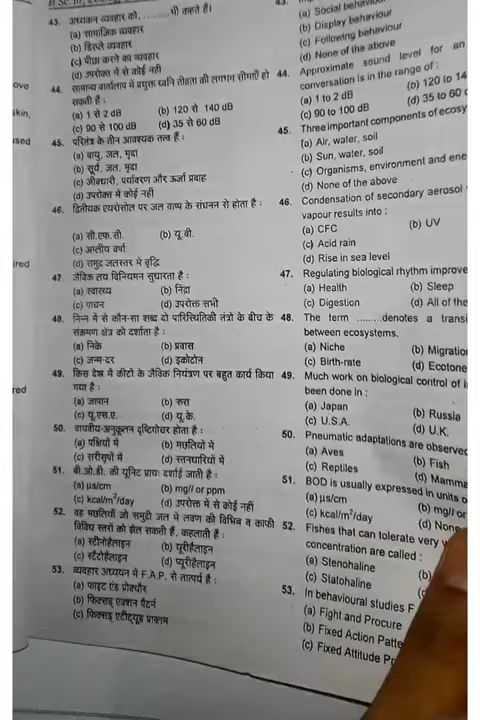 43. अध्ययन व्यवहार को, .........भी कहते हैं।
(a) सामाजिक व्यवहार
(b) डिस्प्ले व्यवहार
(c) पीछा करने का व्यवहार
(d) उपरोक्त में से कोई नहीं
44. सामान्य वार्तालाप में प्रयुक्त ध्वनि तीव्रता की लगभग सीमाएँ हो
सकती हैं :
(a) 1 से 2 dB (b) 120 से 140 dB
(c) 90 से 100 dB (d) 35 से 60 dB
45. परितंत्र के तीन आवश्यक तत्व हैं :
(a) वायु, जल, मृदा
(b) सूर्य, जल, मृदा
(c) जीवधारी, पर्यावरण और ऊर्जा प्रवाह
(d) उपरोक्त में कोई नहीं
46. द्वितीयक एयरोसोल पर जल वाष्प के संघनन से होता है :
(a) सी.एफ.सी. (b) यू.वी.
(c) अम्लीय वर्षा
(d) समुद्र जलस्तर में वृद्धि
47. जैविक लय विनियमन सुधारता है :
(a) स्वास्थ्य (b) निद्रा
(c) पाचन (d) उपरोक्त सभी
48. निम्न में से कौन-सा शब्द दो पारिस्थितिकी तंत्रों के बीच के
संक्रमण क्षेत्र को दर्शाता है :
(a) निके (b) प्रवास
(c) जन्म-दर (d) इकोटोन
49. किस देश में कीटों के जैविक नियंत्रण पर बहुत कार्य किया
गया है :
(a) जापान (b) रूस
(c) यू.एस.ए. (d) यू.के.
50. वायवीय-अनुकूलन दृष्टिगोचर होता है :
(a) पक्षियों में (b) मछलियों में
(c) सरीसृपों में (d) स्तनधारियों में
51. बी.ओ.डी. की यूनिट प्रायः दर्शाई जाती है :
(a) µs/cm (b) mg/l or ppm
(c) kcal/m²/day (d) उपरोक्त में से कोई नहीं
52. वह मछलियाँ जो समुद्री जल में लवण की विभिन्न व काफी
विविध स्तरों को झेल सकती हैं, कहलाती हैं :
(a) स्टीनोहैलाइन (b) यूरीहैलाइन
(c) स्टैटोहैलाइन (d) प्यूरीहैलाइन
53. व्यवहार अध्ययन में F.A.P. से तात्पर्य है :
(a) फाइट एंड प्रोक्यौर
(b) फिक्सड् एक्शन पैटर्न
(c) फिक्सड् एटीट्यूड प्राब्लम
(a) Social behaviou
(b) Display behaviour
(c) Following behaviour
(d) None of the above
44. Approximate sound level for an
conversation is in the range of :
(a) 1 to 2 dB (b) 120 to 14
(c) 90 to 100 dB (d) 35 to 60
45. Three important components of ecosy
(a) Air, water, soil
(b) Sun, water, soil
(c) Organisms, environment and ene
(d) None of the above
46. Condensation of secondary aerosol
vapour results into :
(a) CFC (b) UV
(c) Acid rain
(d) Rise in sea level
47. Regulating biological rhythm improve
(a) Health (b) Sleep
(c) Digestion (d) All of the
48. The term ........denotes a transi
between ecosystems.
(a) Niche (b) Migration
(c) Birth-rate (d) Ecotone
49. Much work on biological control of i
been done in :
(a) Japan (b) Russia
(c) U.S.A. (d) U.K.
50. Pneumatic adaptations are observed
(a) Aves (b) Fish
(c) Reptiles (d) Mamma
51. BOD is usually expressed in units o
(a) µs/cm (b) mg/l or
(c) kcal/m²/day (d) None
52. Fishes that can tolerate very
concentration are called :
(a) Stenohaline (b)
(c) Statohaline
53. In behavioural studies F
(a) Fight and Procure
(b) Fixed Action Patte
(c) Fixed Attitude Pr